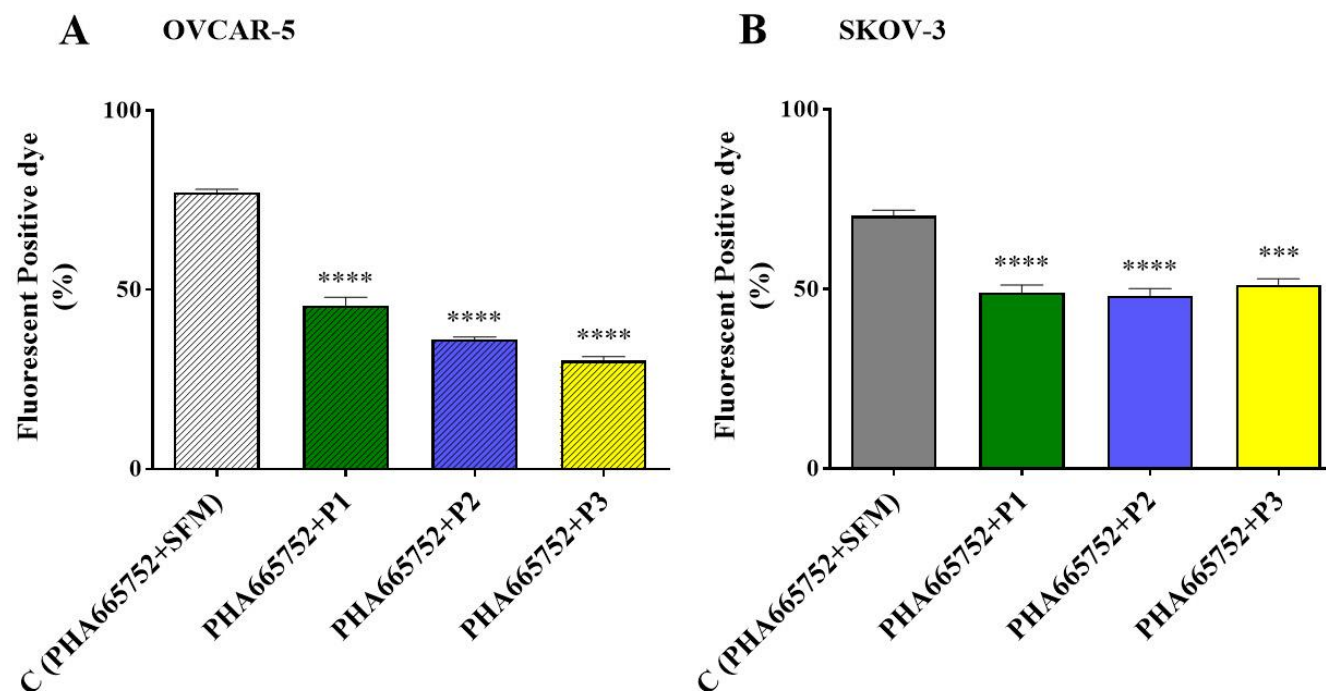 A OVCAR-5
Fluorescent Positive dye
(%)
100
50
0
****
****
****
C (PHA665752+SFM)
PHA665752+P1
PHA665752+P2
PHA665752+P3
B SKOV-3
Fluorescent Positive dye
(%)
100
50
0
****
****
***
C (PHA665752+SFM)
PHA665752+P1
PHA665752+P2
PHA665752+P3